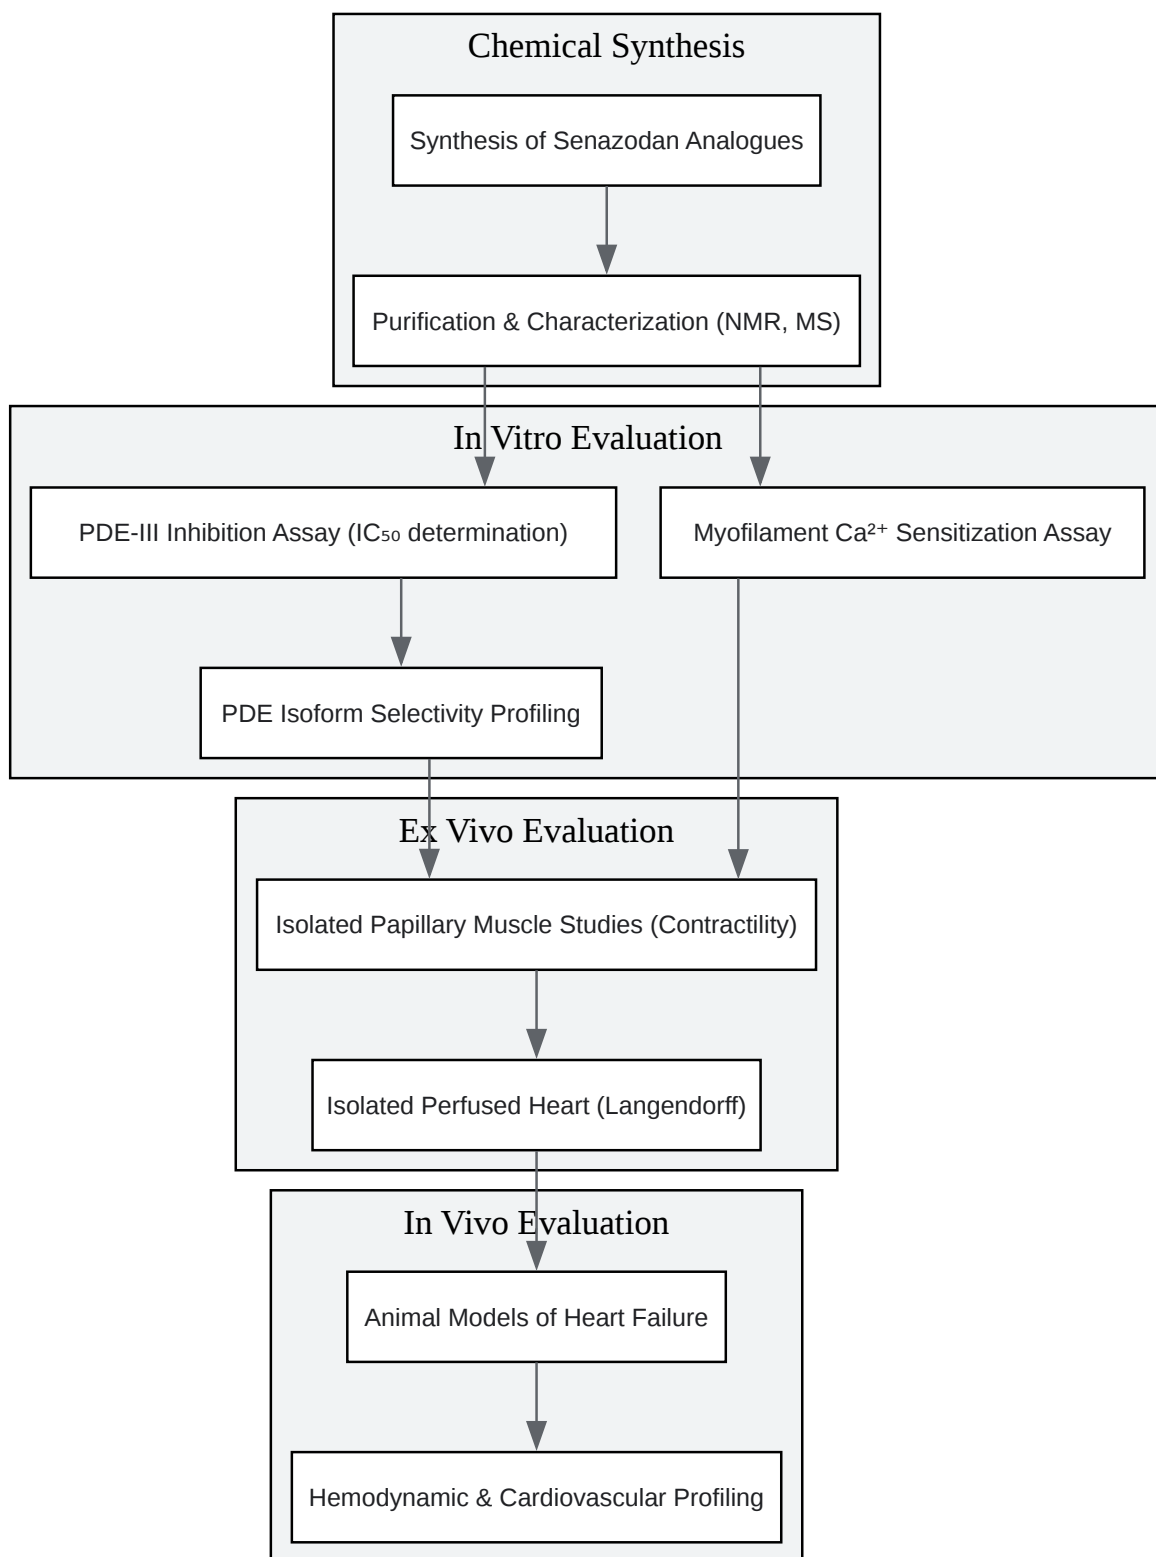 Chemical Synthesis
Synthesis of Senazodan Analogues
Purification & Characterization (NMR, MS)
In Vitro Evaluation
PDE-III Inhibition Assay (IC₅₀ determination)
Myofilament Ca²⁺ Sensitization Assay
PDE Isoform Selectivity Profiling
Ex Vivo Evaluation
Isolated Papillary Muscle Studies (Contractility)
Isolated Perfused Heart (Langendorff)
In Vivo Evaluation
Animal Models of Heart Failure
Hemodynamic & Cardiovascular Profiling